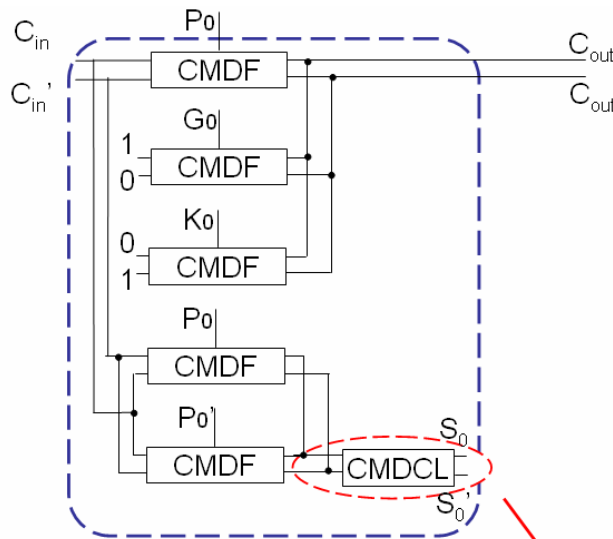 P0
Cin
Cout
CMDF
Cin'
Cout
G0
1
CMDF
0
K0
0
CMDF
1
P0
CMDF
P0'
S0
CMDF
CMDCL
S0'